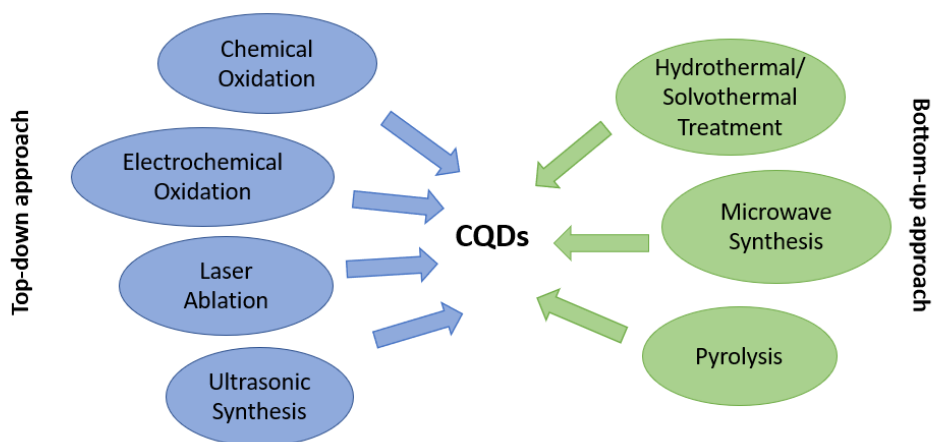 Top-down approach
Chemical
Oxidation
Electrochemical
Oxidation
Laser
Ablation
Ultrasonic
Synthesis
CQDs
Hydrothermal/
Solvothermal
Treatment
Microwave
Synthesis
Pyrolysis
Bottom-up approach